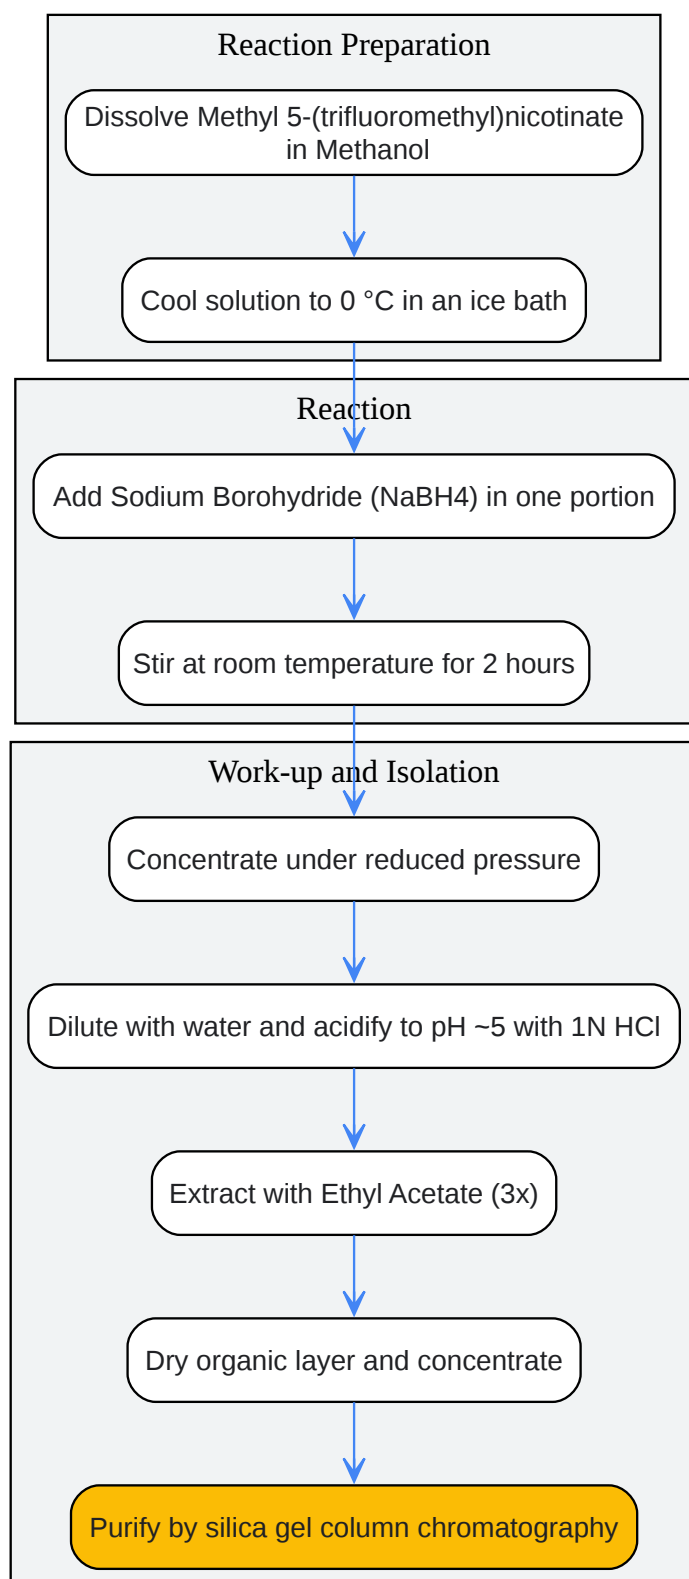 Reaction Preparation
Dissolve Methyl 5-(trifluoromethyl)nicotinate
in Methanol
Cool solution to 0 °C in an ice bath
Reaction
Add Sodium Borohydride (NaBH4) in one portion
Stir at room temperature for 2 hours
Work-up and Isolation
Concentrate under reduced pressure
Dilute with water and acidify to pH ~5 with 1N HCl
Extract with Ethyl Acetate (3x)
Dry organic layer and concentrate
Purify by silica gel column chromatography